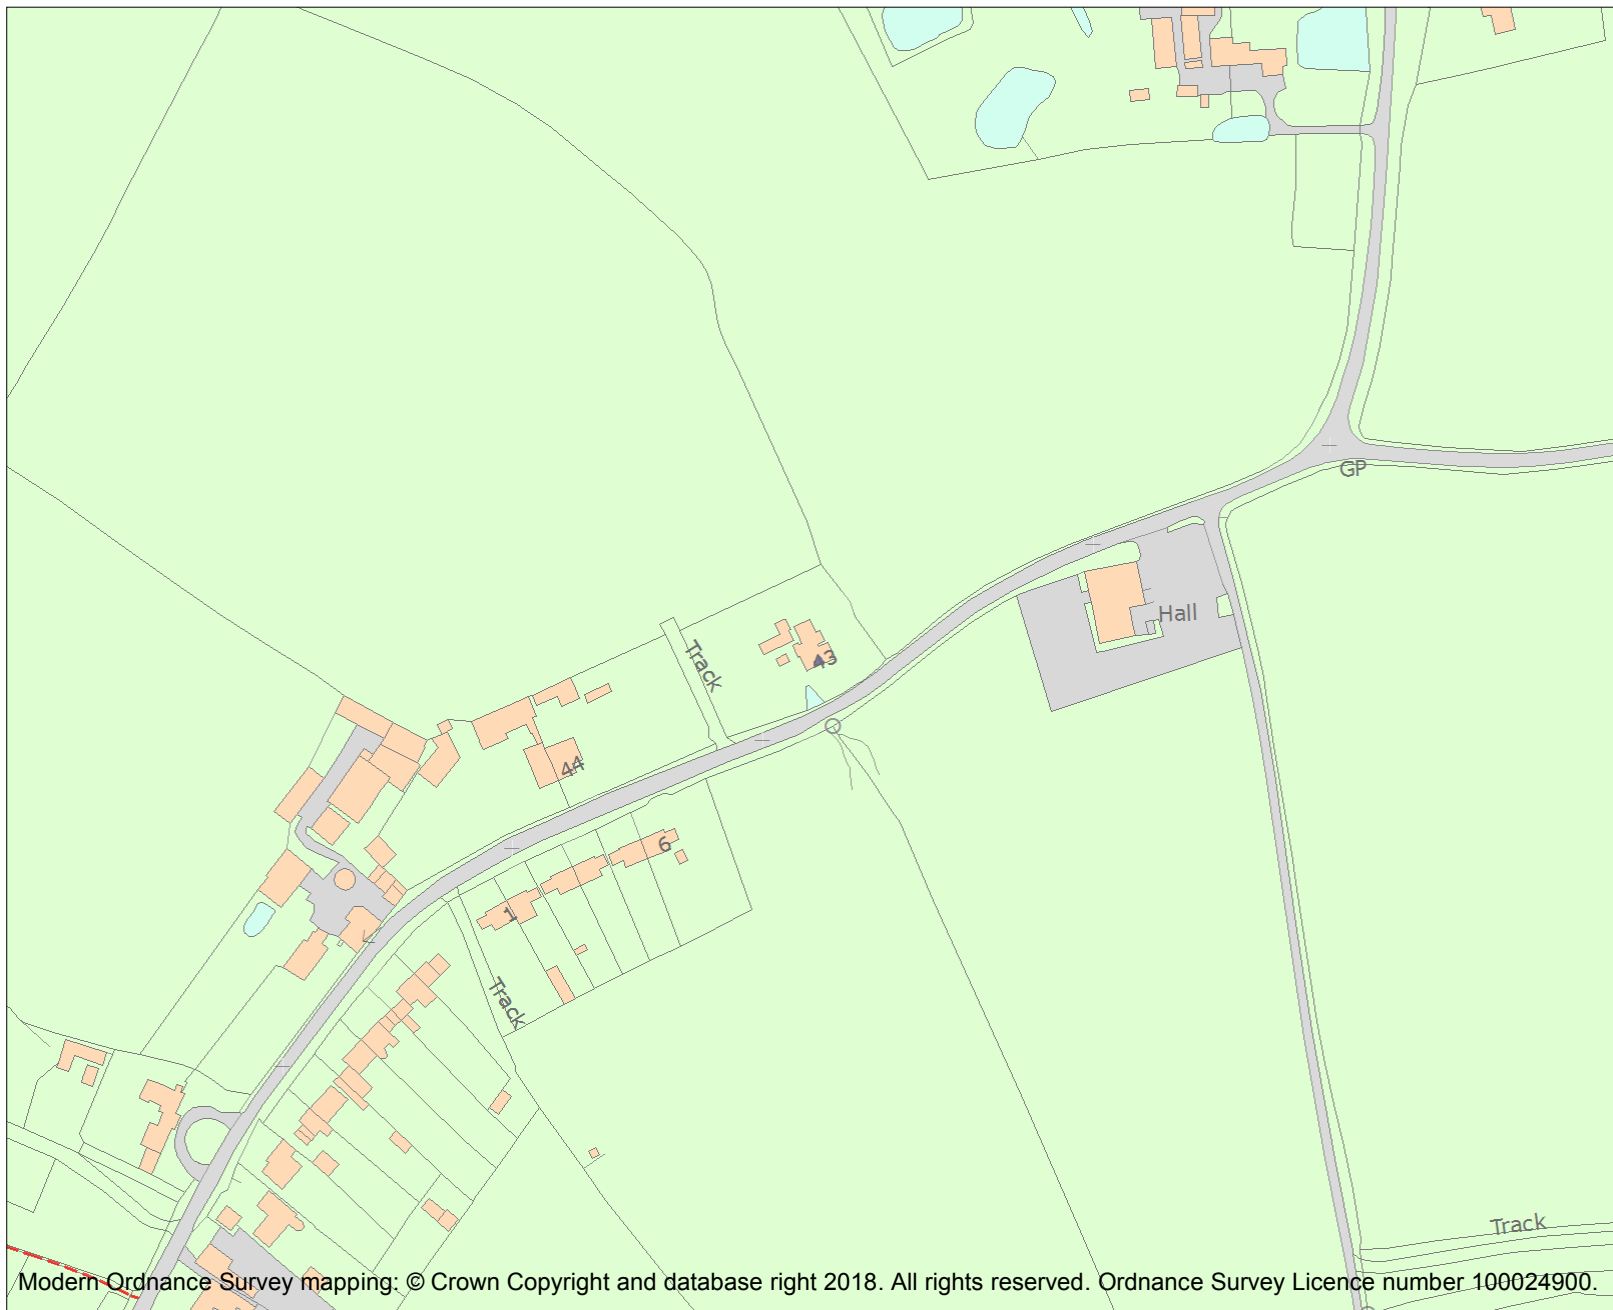 GP
Hall
Track
43
44
6
1
Track
Track
Modern Ordnance Survey mapping: © Crown Copyright and database right 2018. All rights reserved. Ordnance Survey Licence number 100024900.